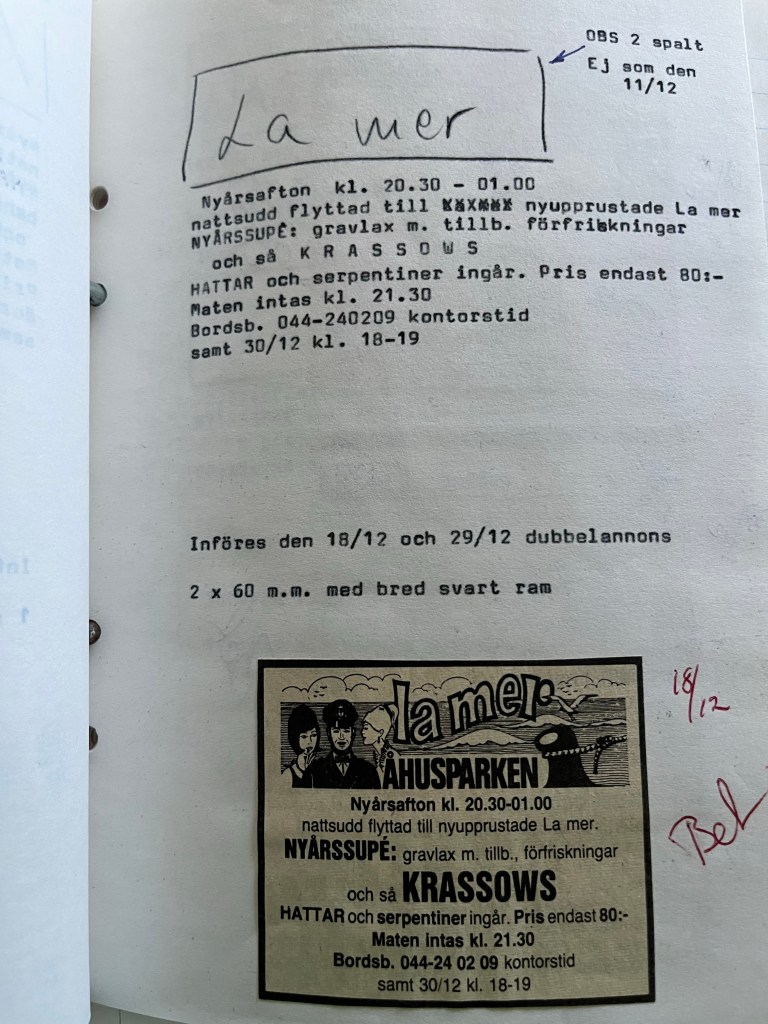 OBS 2 spalt
Ej som den
11/12
La mer
Nyårsafton kl. 20.30 - 01.00
nattsudd flyttad till nyupprustade La mer
NYÅRSSUPÉ: gravlax m. tillb. förfriskningar
och så K R A S S O W S
HATTAR och serpentiner ingår. Pris endast 80:-
Maten intas kl. 21.30
Bordsb. 044-240209 kontorstid
samt 30/12 kl. 18-19
Införes den 18/12 och 29/12 dubbelannons
2 x 60 m.m. med bred svart ram
18/12
la mer
ÅHUSPARKEN
Nyårsafton kl. 20.30-01.00
nattsudd flyttad till nyupprustade La mer.
NYÅRSSUPÉ: gravlax m. tillb., förfriskningar
och så KRASSOWS
HATTAR och serpentiner ingår. Pris endast 80:-
Maten intas kl. 21.30
Bordsb. 044-24 02 09 kontorstid
samt 30/12 kl. 18-19
Bet